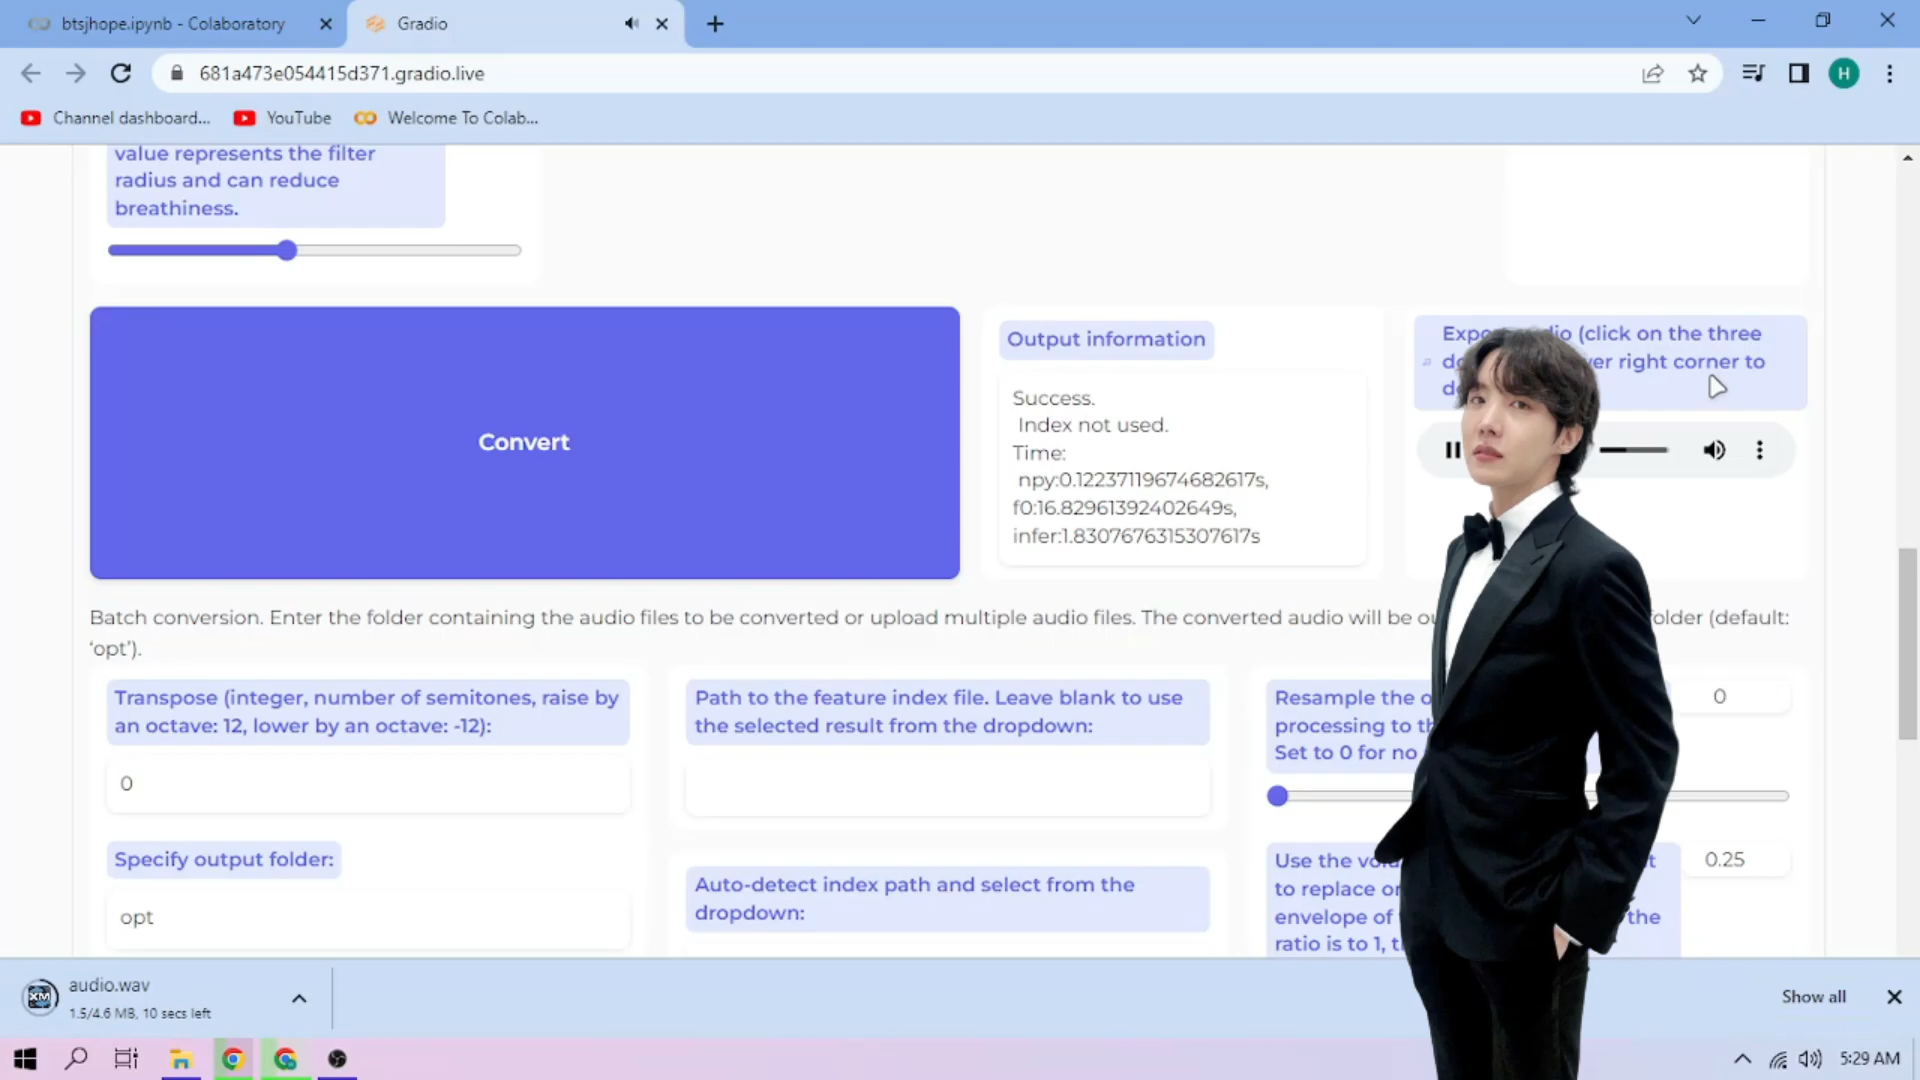 btsjhope.ipynb - Colaboratory
Gradio
681a473e054415d371.gradio.live
H
Channel dashboard...
YouTube
Welcome To Colab...
value represents the filter
radius and can reduce
breathiness.
Convert
Output information
Success.
Index not used.
Time:
npy:0.12237119674682617s,
f0:16.82961392402649s,
infer:1.8307676315307617s
(click on the three
right corner to
Batch conversion. Enter the folder containing the audio files to be converted or upload multiple audio files. The converted audio will be
(default:
'opt').
Transpose (integer, number of semitones, raise by
an octave: 12, lower by an octave: -12):
0
Specify output folder:
opt
Path to the feature index file. Leave blank to use
the selected result from the dropdown:
Auto-detect index path and select from the
dropdown:
Resample the
processing to
Set to 0 for no
0
Use the
to replace
envelope of the
ratio is to 1,
0.25
audio.wav
1.5/4.6 MB, 10 secs left
Show all
XM
5:29 AM